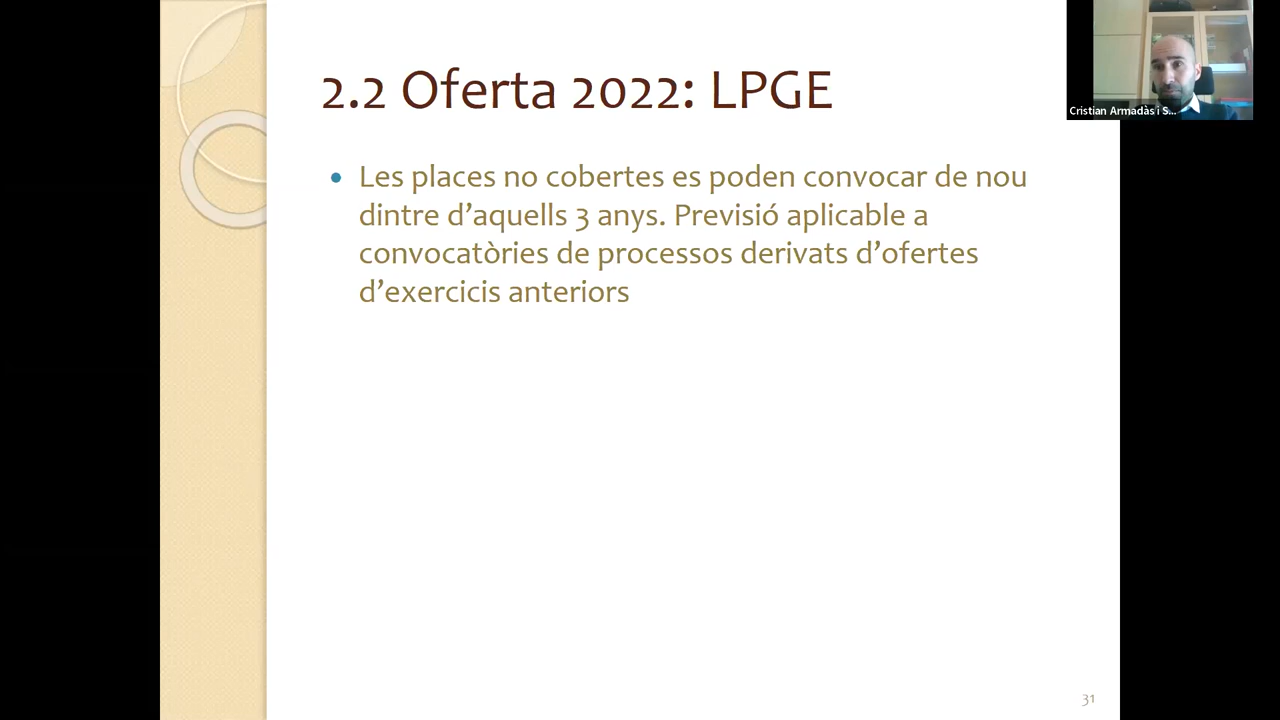 2.2 Oferta 2022: LPGE
Cristian Armadàs i S...
Les places no cobertes es poden convocar de nou
dintre d’aquells 3 anys. Previsió aplicable a
convocatòries de processos derivats d’ofertes
d’exercicis anteriors
31